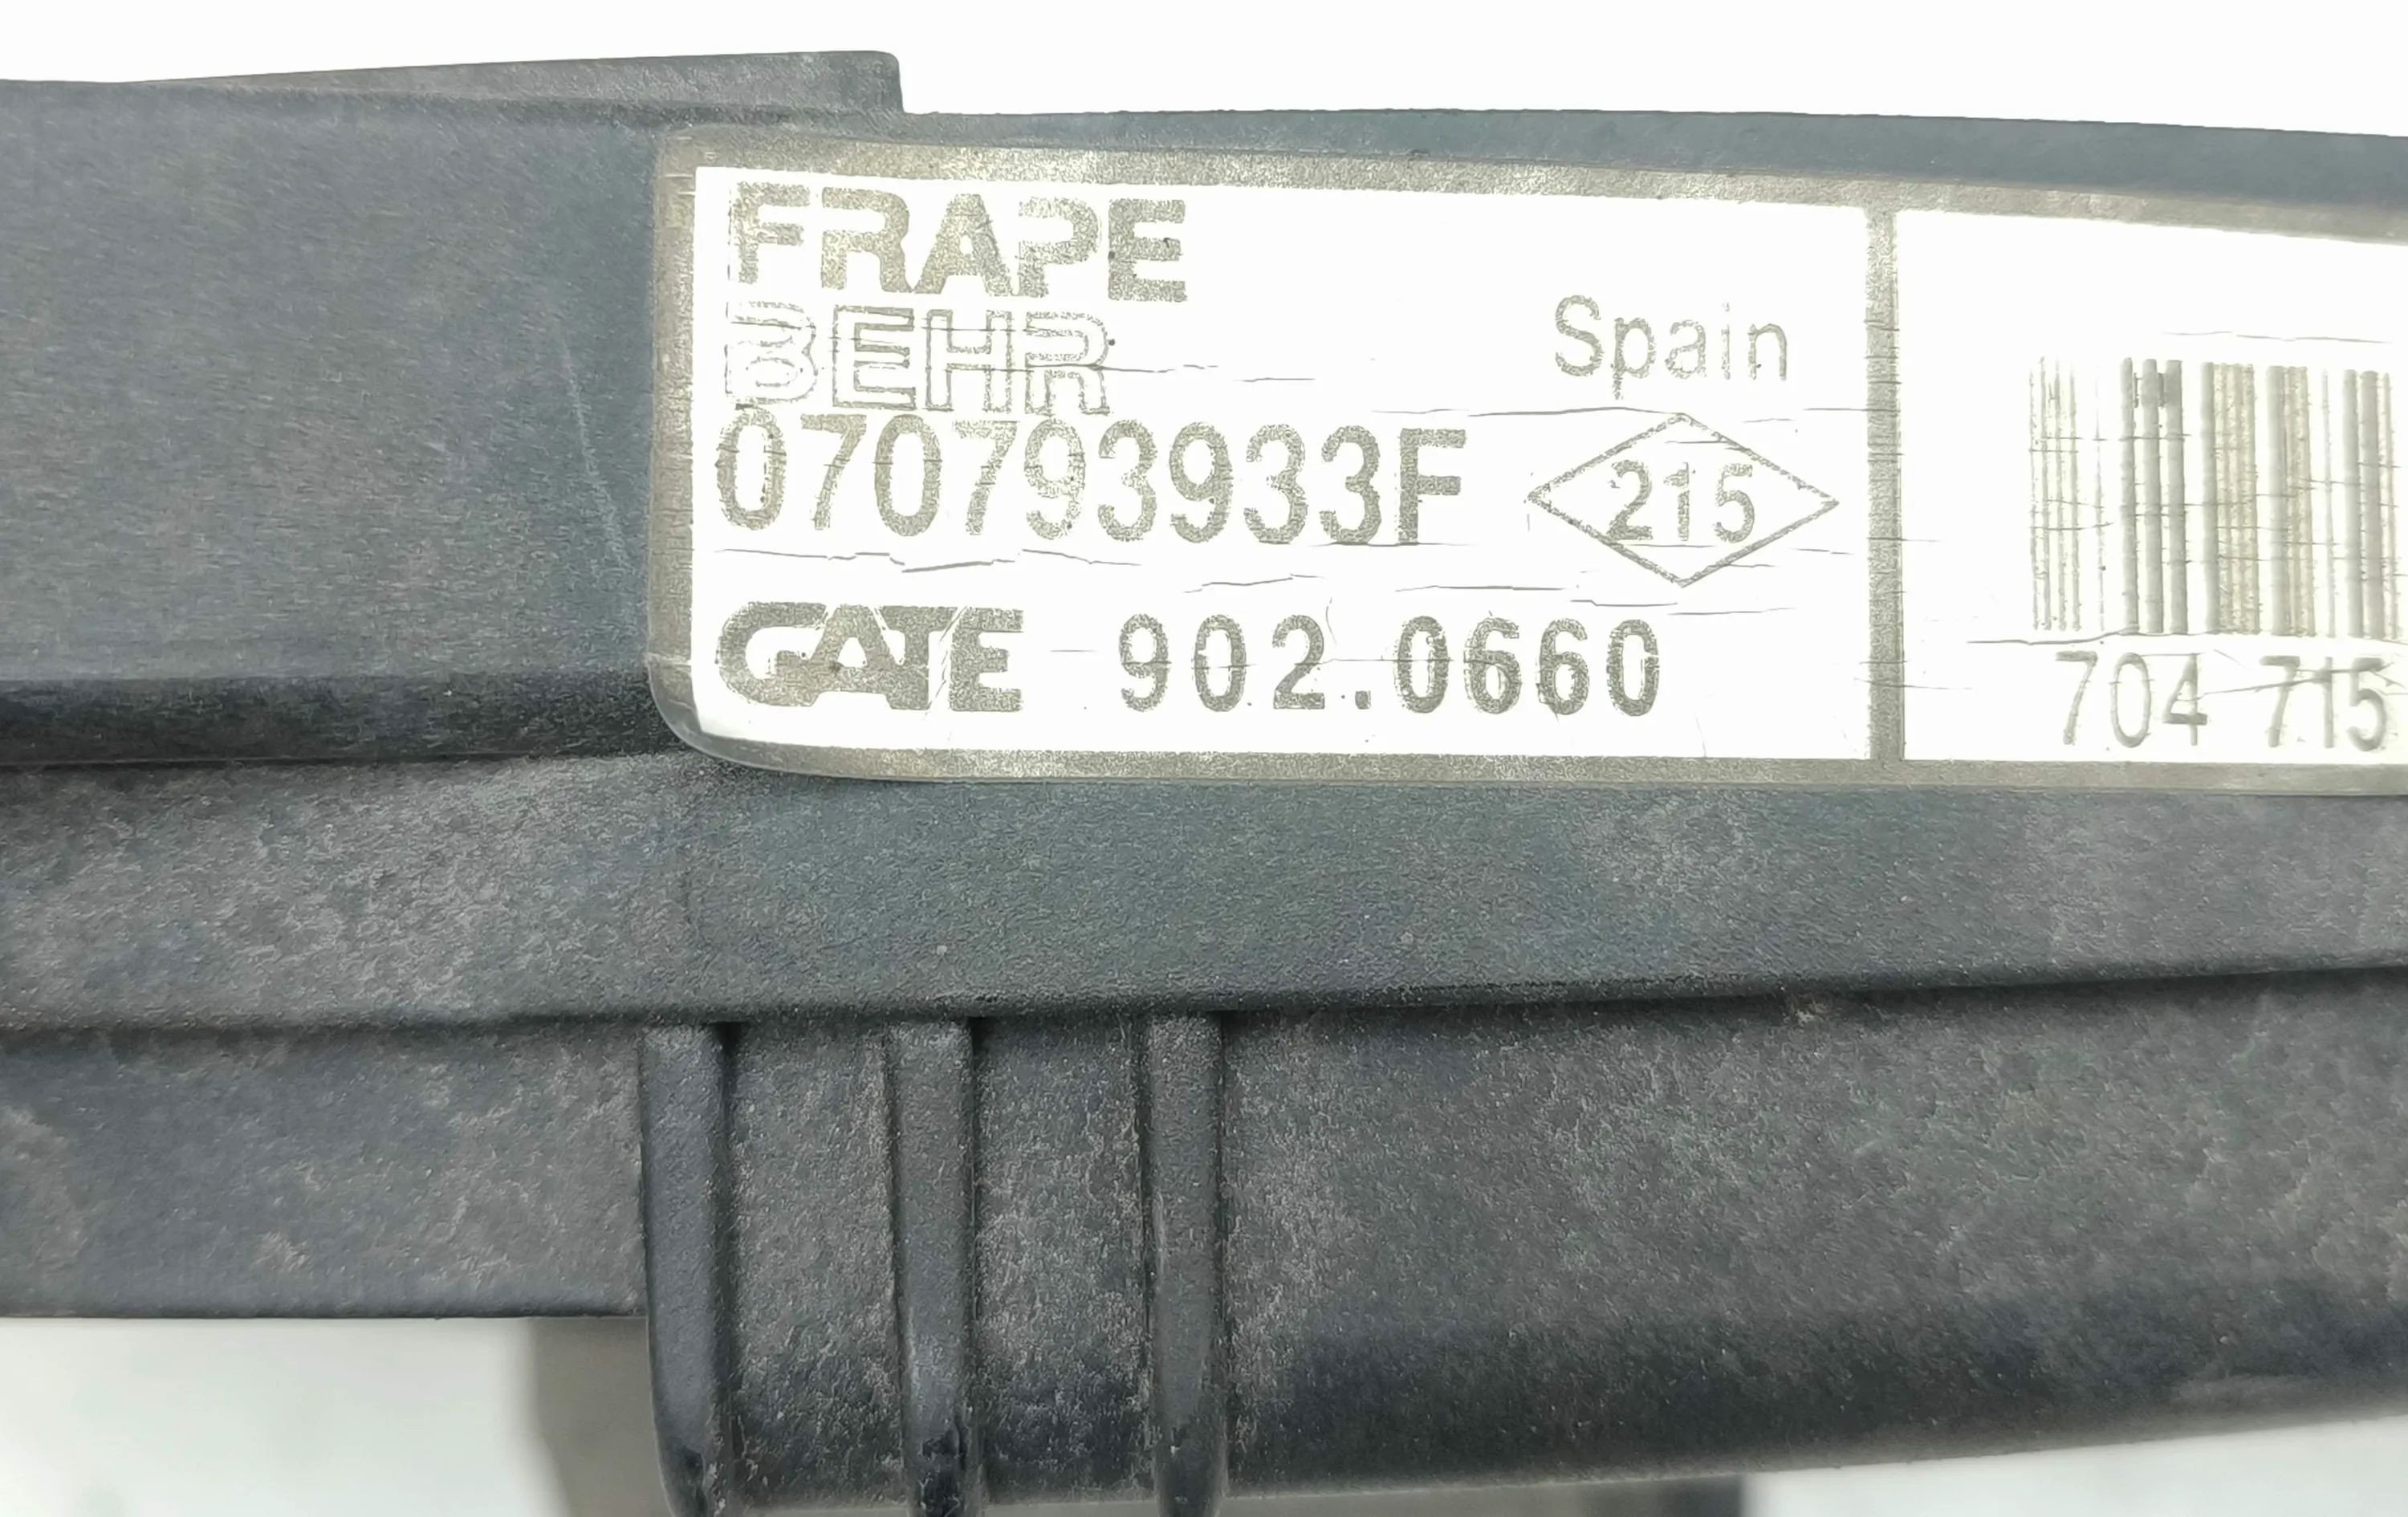 FRAPE
BEHR
Spain
070793933F
215
GATE 902.0660
704 715